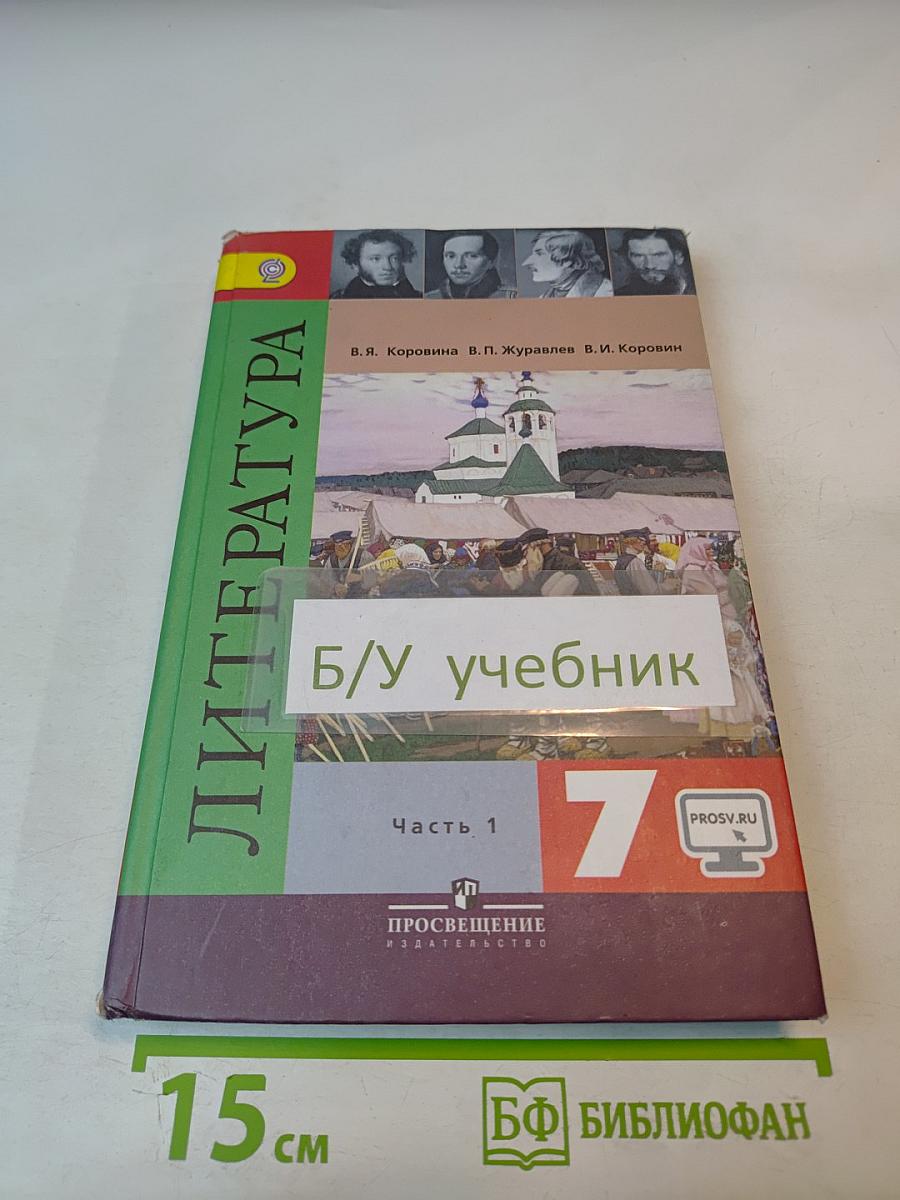 В.Я. Коровина В.П. Журавлев В.И. Коровин
ЛИТЕРАТУРА
Б/У учебник
Часть 1
7
PROSV.RU
ПРОСВЕЩЕНИЕ
ИЗДАТЕЛЬСТВО
15 см
БФ БИБЛИОФАН